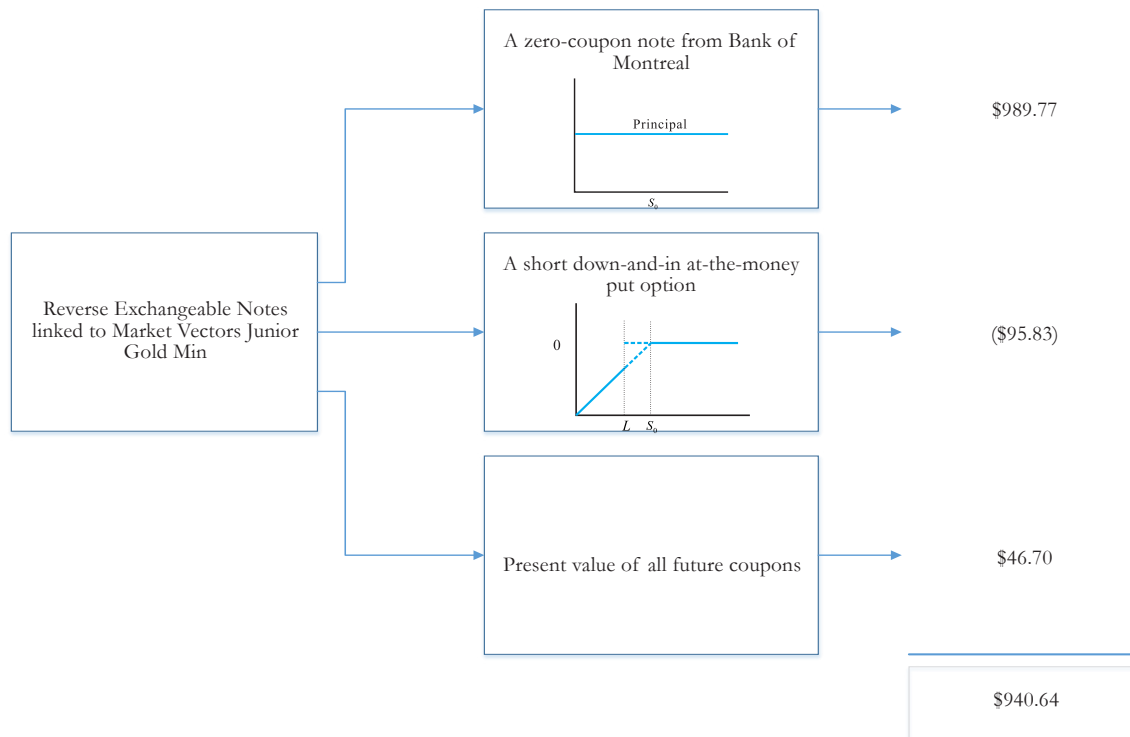 A zero-coupon note from Bank of
Montreal
Principal
S₀
$989.77
Reverse Exchangeable Notes
linked to Market Vectors Junior
Gold Min
A short down-and-in at-the-money
put option
0
L S₀
($95.83)
Present value of all future coupons
$46.70
$940.64